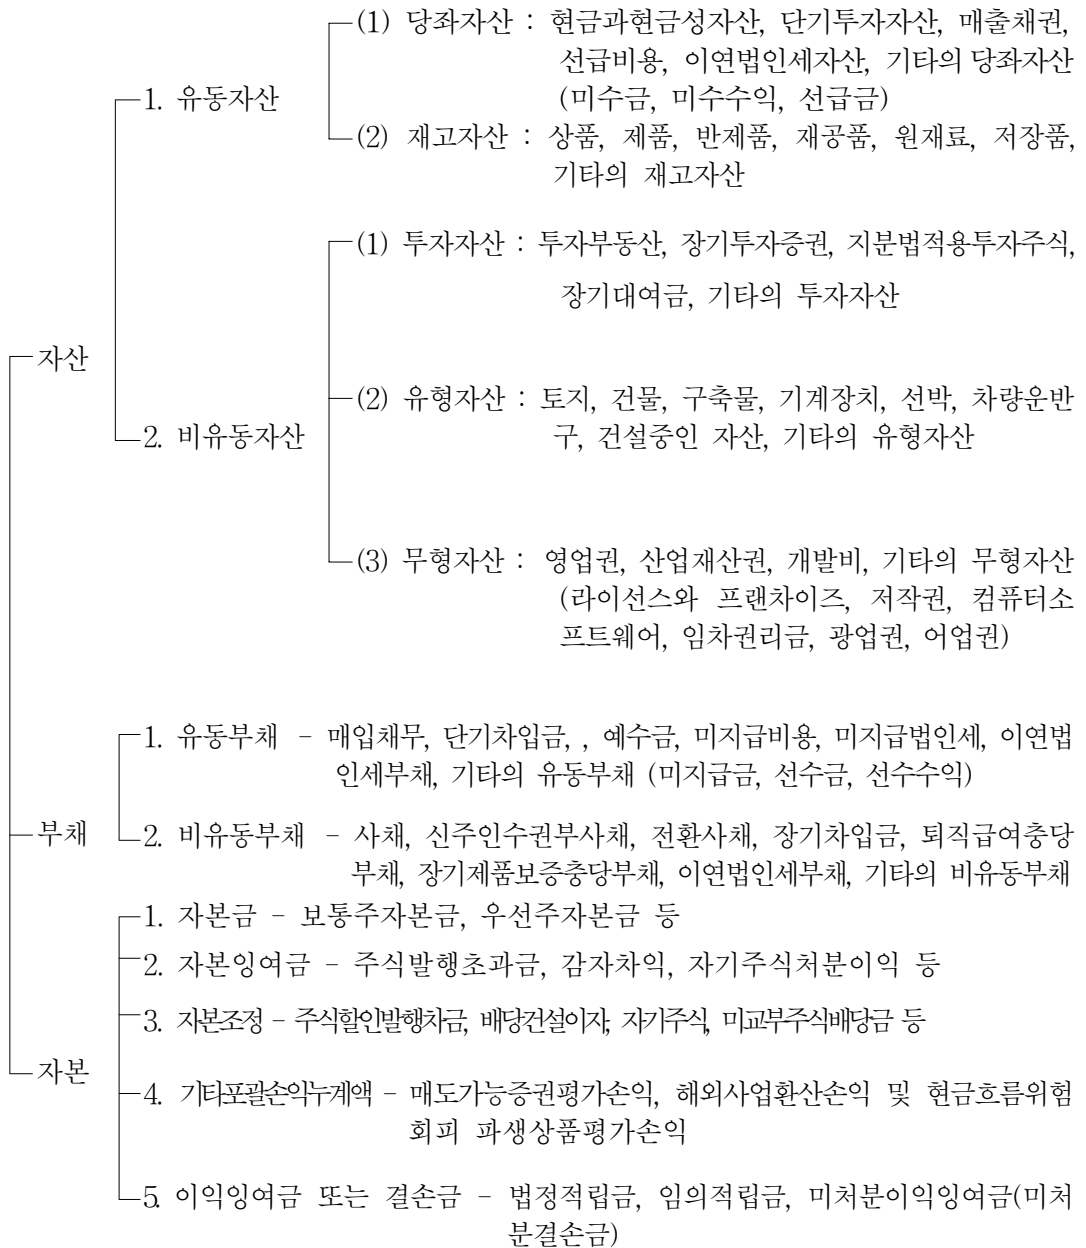 (1) 당좌자산 : 현금과현금성자산, 단기투자자산, 매출채권,
선급비용, 이연법인세자산, 기타의 당좌자산
(미수금, 미수수익, 선급금)
1. 유동자산
(2) 재고자산 : 상품, 제품, 반제품, 재공품, 원재료, 저장품,
기타의 재고자산
(1) 투자자산 : 투자부동산, 장기투자증권, 지분법적용투자주식,
장기대여금, 기타의 투자자산
자산
(2) 유형자산 : 토지, 건물, 구축물, 기계장치, 선박, 차량운반
구, 건설중인 자산, 기타의 유형자산
2. 비유동자산
(3) 무형자산 : 영업권, 산업재산권, 개발비, 기타의 무형자산
(라이선스와 프랜차이즈, 저작권, 컴퓨터소
프트웨어, 임차권리금, 광업권, 어업권)
1. 유동부채 - 매입채무, 단기차입금, , 예수금, 미지급비용, 미지급법인세, 이연법
인세부채, 기타의 유동부채 (미지급금, 선수금, 선수수익)
부채
2. 비유동부채 - 사채, 신주인수권부사채, 전환사채, 장기차입금, 퇴직급여충당
부채, 장기제품보증충당부채, 이연법인세부채, 기타의 비유동부채
1. 자본금 - 보통주자본금, 우선주자본금 등
2. 자본잉여금 - 주식발행초과금, 감자차익, 자기주식처분이익 등
3. 자본조정 - 주식할인발행차금, 배당건설이자, 자기주식, 미교부주식배당금 등
자본
4. 기타포괄손익누계액 - 매도가능증권평가손익, 해외사업환산손익 및 현금흐름위험
회피 파생상품평가손익
5. 이익잉여금 또는 결손금 - 법정적립금, 임의적립금, 미처분이익잉여금(미처
분결손금)